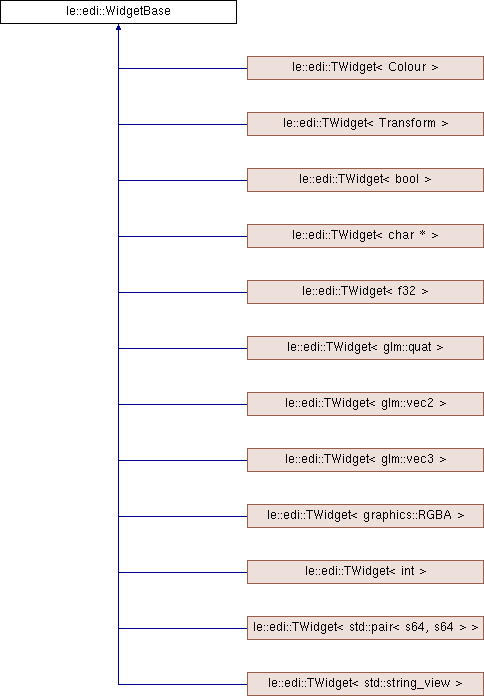 le::edi::WidgetBase
le::edi::TWidget< Colour >
le::edi::TWidget< Transform >
le::edi::TWidget< bool >
le::edi::TWidget< char * >
le::edi::TWidget< f32 >
le::edi::TWidget< glm::quat >
le::edi::TWidget< glm::vec2 >
le::edi::TWidget< glm::vec3 >
le::edi::TWidget< graphics::RGBA >
le::edi::TWidget< int >
le::edi::TWidget< std::pair< s64, s64 > >
le::edi::TWidget< std::string_view >